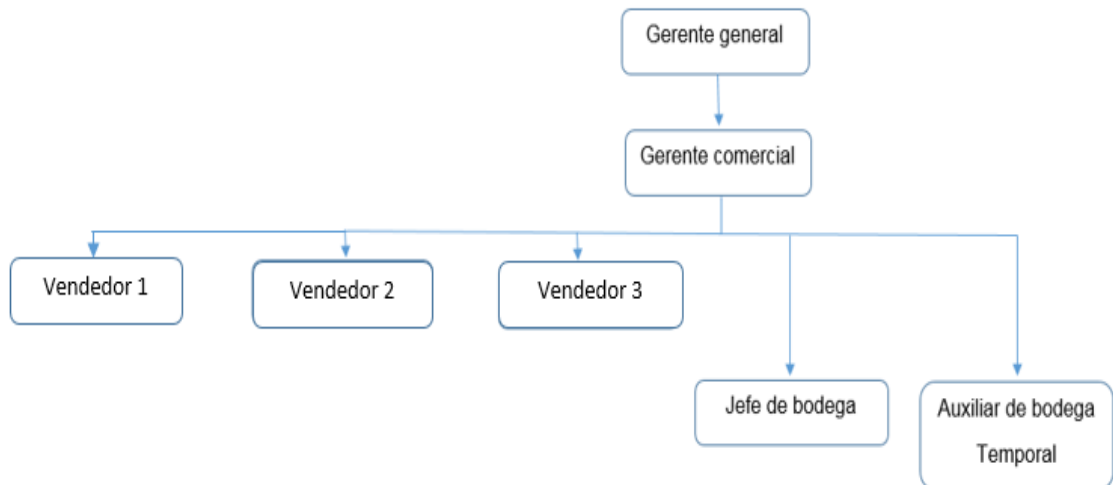 Gerente general
Gerente comercial
Vendedor 1
Vendedor 2
Vendedor 3
Jefe de bodega
Auxiliar de bodega
Temporal